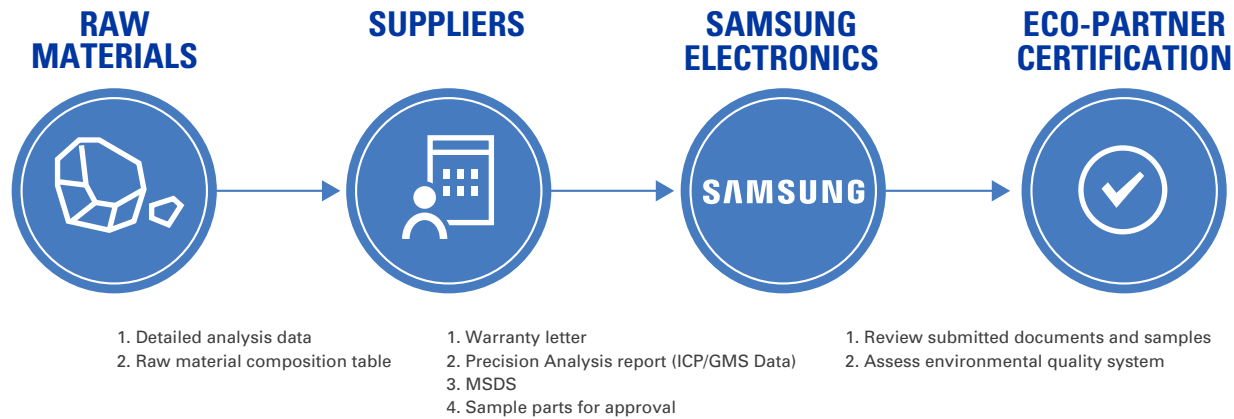 RAW
MATERIALS
SUPPLIERS
SAMSUNG
ELECTRONICS
ECO-PARTNER
CERTIFICATION
SAMSUNG
1. Detailed analysis data
2. Raw material composition table
1. Warranty letter
2. Precision Analysis report (ICP/GMS Data)
3. MSDS
4. Sample parts for approval
1. Review submitted documents and samples
2. Assess environmental quality system